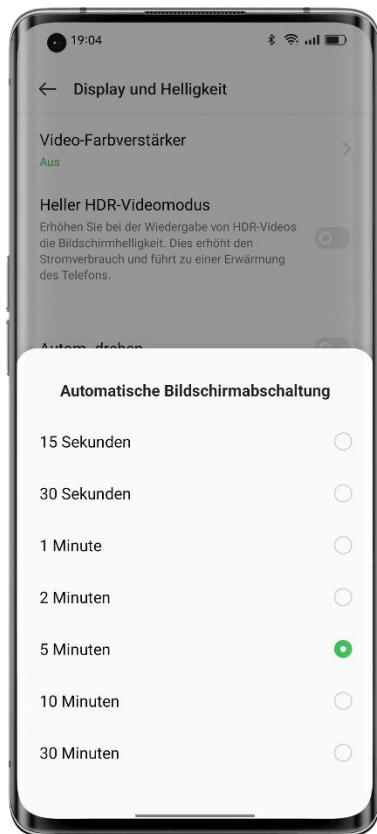 19:04
Display und Helligkeit
Video-Farbverstärker
Aus
Heller HDR-Videomodus
Erhöhen Sie bei der Wiedergabe von HDR-Videos
die Bildschirmhelligkeit. Dies erhöht den
Stromverbrauch und führt zu einer Erwärmung
des Telefons.
Autom. drehen
Automatische Bildschirmabschaltung
15 Sekunden
30 Sekunden
1 Minute
2 Minuten
5 Minuten
10 Minuten
30 Minuten